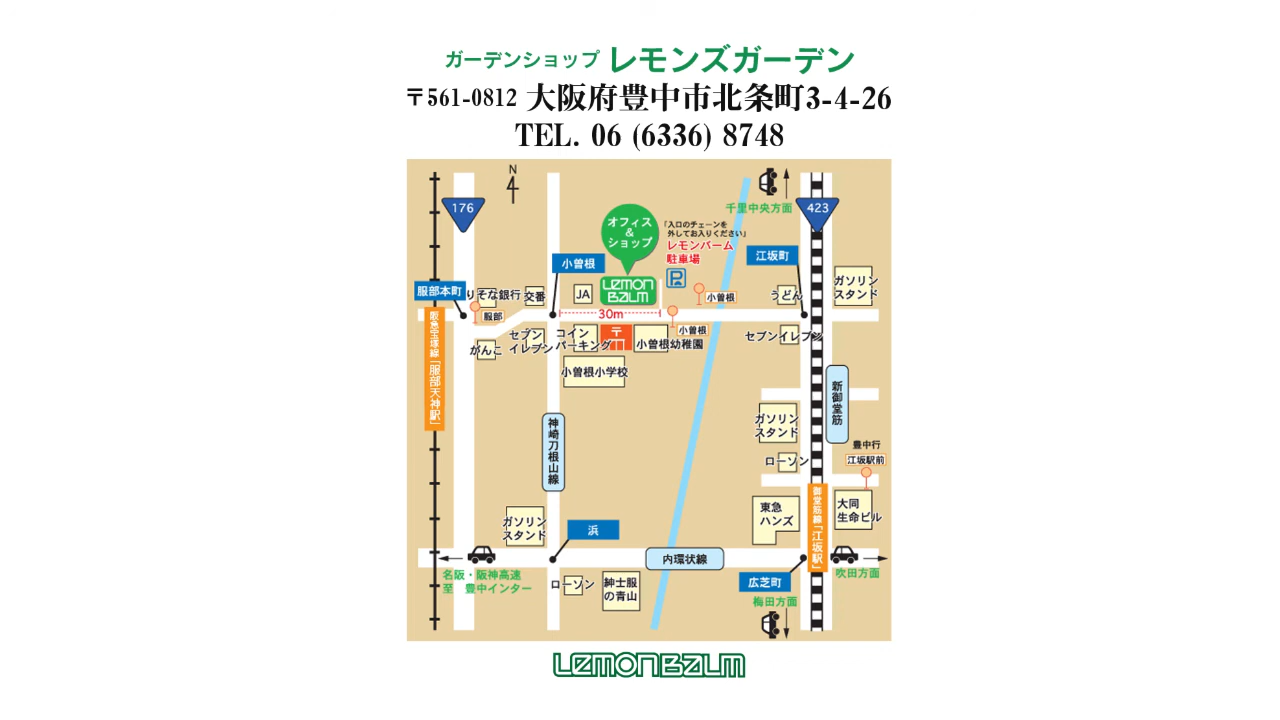 ガーデンショップ レモンズガーデン
〒561-0812 大阪府豊中市北条町3-4-26
TEL. 06 (6336) 8748
N
176
423
千里中央方面
オフィス
&
ショップ
「入口のチェーンを
外してお入りください」
レモンバーム
駐車場
P
小曽根
江坂町
服部本町
りそな銀行
交番
JA
LEMON
BALM
小曽根
うどん
ガソリン
スタンド
服部
30m
小曽根
がんこ
セブン
イレブン
コイン
パーキング
〒
小曽根幼稚園
セブンイレブン
小曽根小学校
阪急宝塚線「服部天神駅」
新御堂筋
神崎刀根山線
ガソリン
スタンド
ローソン
豊中行
江坂駅前
東急
ハンズ
御堂筋線「江坂駅」
大同
生命ビル
ガソリン
スタンド
浜
内環状線
名阪・阪神高速
至 豊中インター
ローソン
紳士服
の青山
広芝町
吹田方面
梅田方面
LEMONBALM